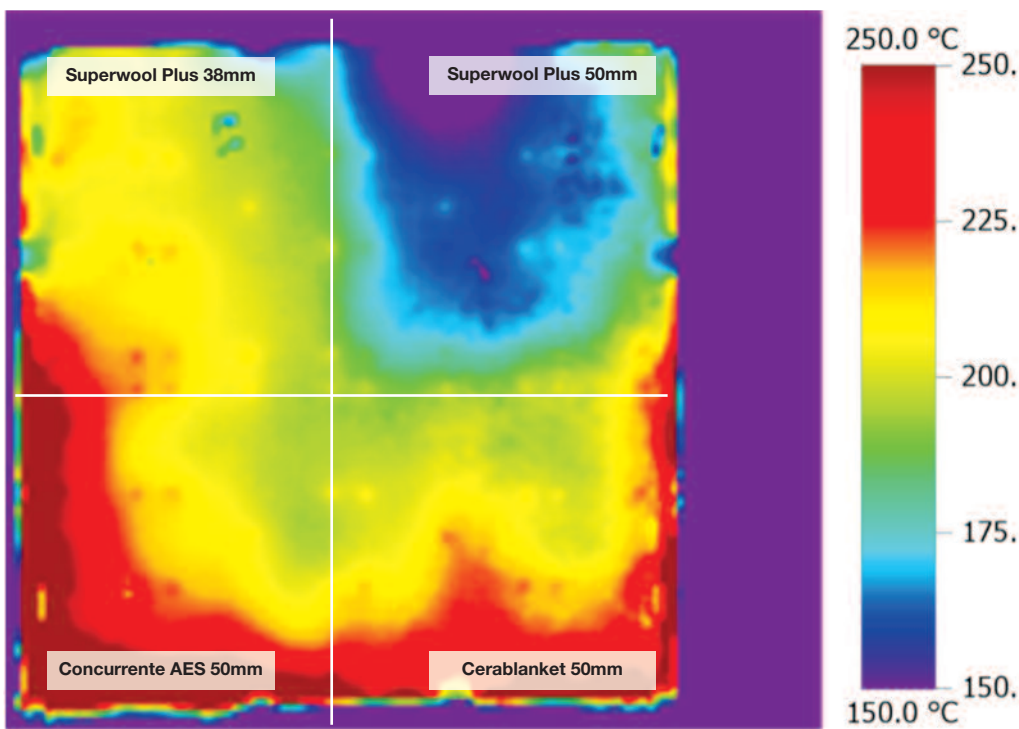 Superwool Plus 38mm
Superwool Plus 50mm
Concurrente AES 50mm
Cerablanket 50mm
250.0 °C
250.
225.
200.
175.
150.
150.0 °C